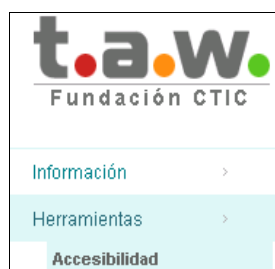 t.a.w.
Fundación CTIC
Información
Herramientas
Accesibilidad